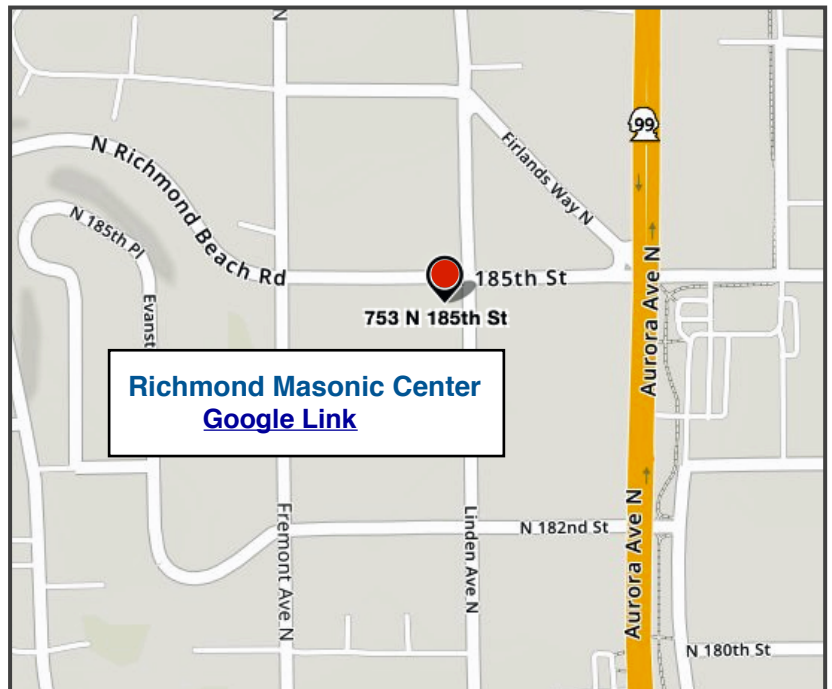 N
99
N Richmond Beach Rd
Firlands Way N
N 185th Pl
185th St
753 N 185th St
Evanst
Aurora Ave N
Richmond Masonic Center
Google Link
Fremont Ave N
Linden Ave N
N 182nd St
Aurora Ave N
N 180th St